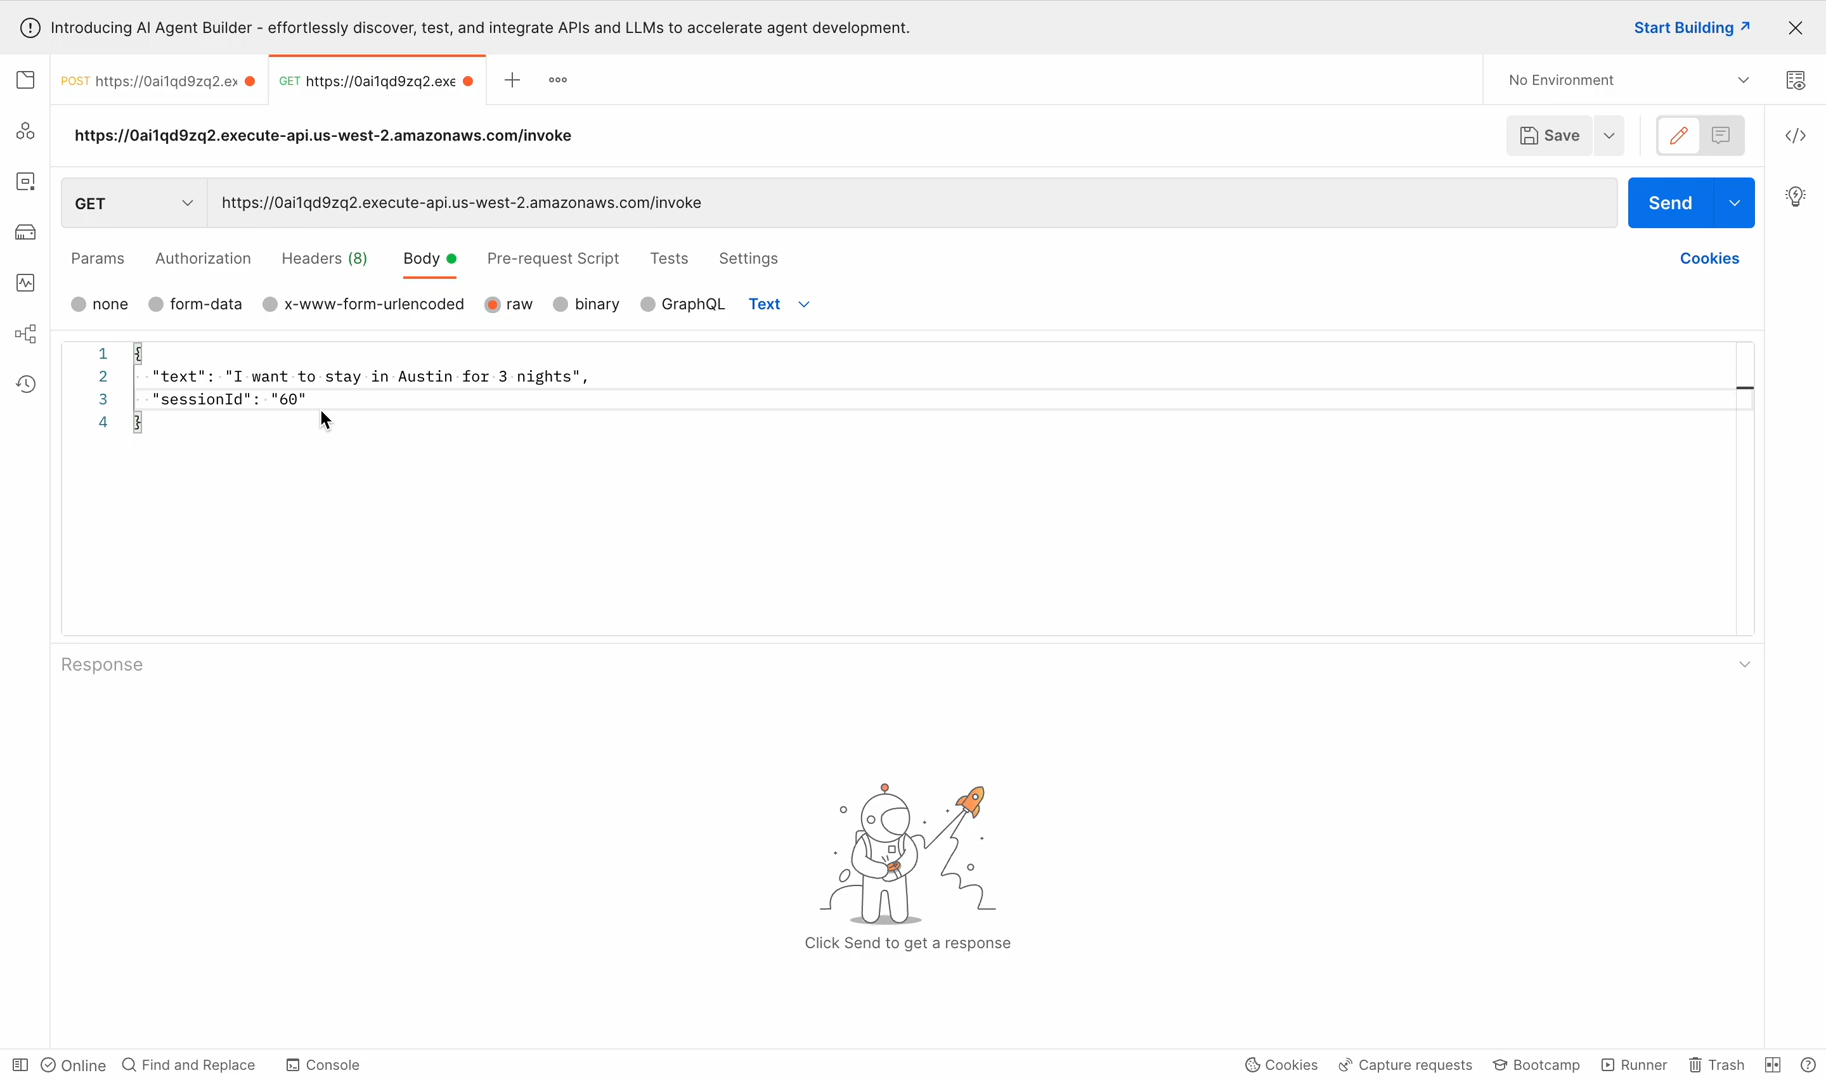 Introducing AI Agent Builder - effortlessly discover, test, and integrate APIs and LLMs to accelerate agent development.
Start Building
POST https://0ai1qd9zq2.ex
GET https://0ai1qd9zq2.exe
No Environment
https://0ai1qd9zq2.execute-api.us-west-2.amazonaws.com/invoke
Save
GET
https://0ai1qd9zq2.execute-api.us-west-2.amazonaws.com/invoke
Send
Params
Authorization
Headers (8)
Body
Pre-request Script
Tests
Settings
Cookies
none
form-data
x-www-form-urlencoded
raw
binary
GraphQL
Text
1 {
2 "text": "I want to stay in Austin for 3 nights",
3 "sessionId": "60"
4 }
Response
Click Send to get a response
Online
Find and Replace
Console
Cookies
Capture requests
Bootcamp
Runner
Trash